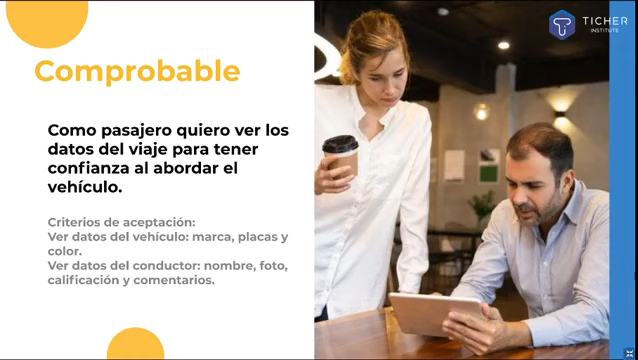 TICHER
INSTITUTE
Comprobable
Como pasajero quiero ver los
datos del viaje para tener
confianza al abordar el
vehículo.
Criterios de aceptación:
Ver datos del vehículo: marca, placas y
color.
Ver datos del conductor: nombre, foto,
calificación y comentarios.